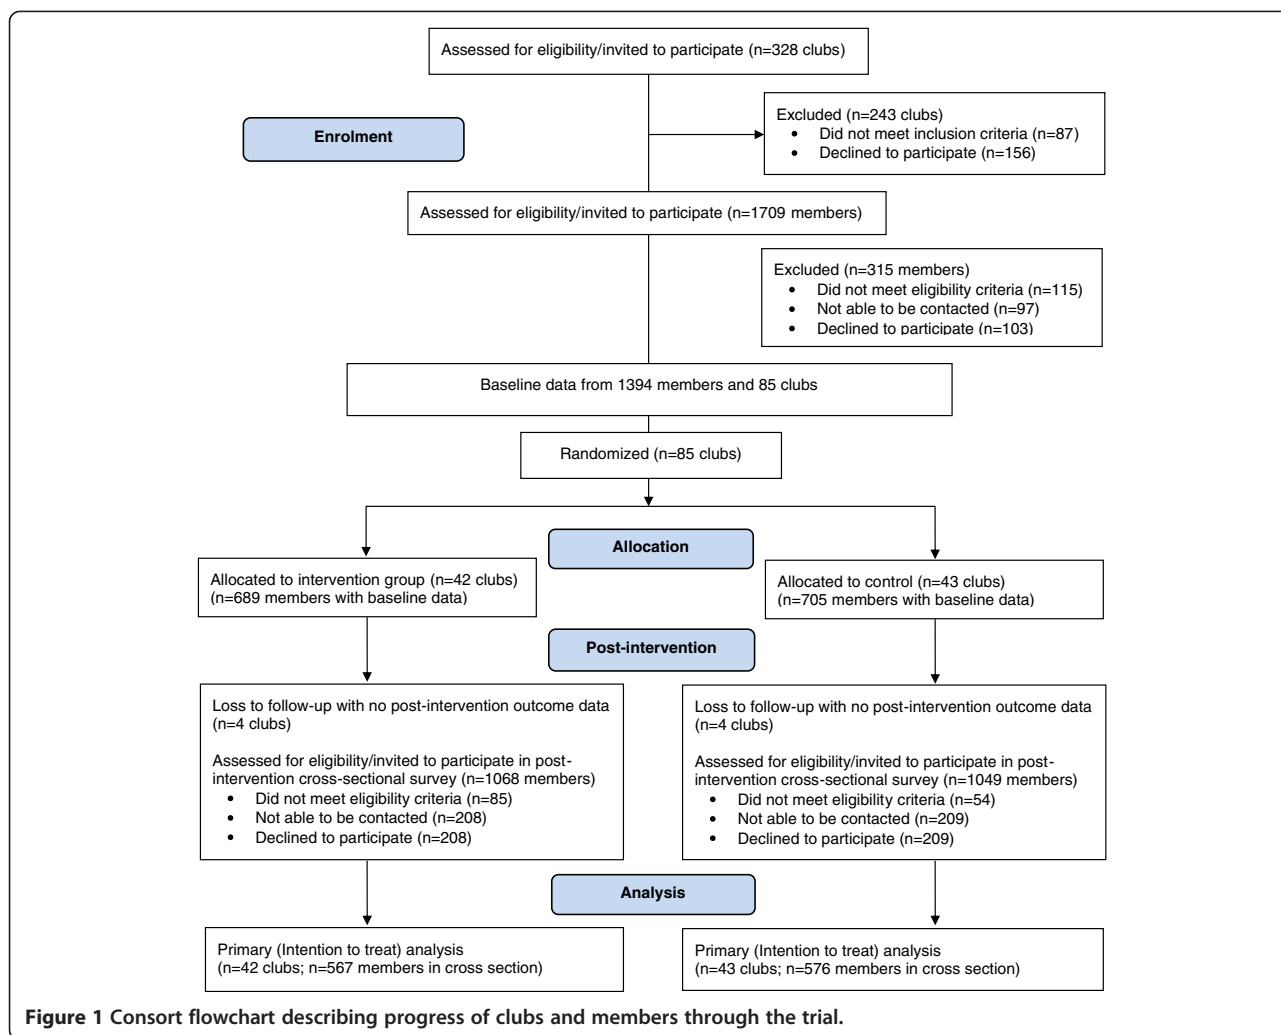 Assessed for eligibility/invited to participate (n=328 clubs)
Excluded (n=243 clubs)
• Did not meet inclusion criteria (n=87)
• Declined to participate (n=156)
Enrolment
Assessed for eligibility/invited to participate (n=1709 members)
Excluded (n=315 members)
• Did not meet eligibility criteria (n=115)
• Not able to be contacted (n=97)
• Declined to participate (n=103)
Baseline data from 1394 members and 85 clubs
Randomized (n=85 clubs)
Allocation
Allocated to intervention group (n=42 clubs)
(n=689 members with baseline data)
Allocated to control (n=43 clubs)
(n=705 members with baseline data)
Post-intervention
Loss to follow-up with no post-intervention outcome data
(n=4 clubs)
Assessed for eligibility/invited to participate in post-
intervention cross-sectional survey (n=1068 members)
• Did not meet eligibility criteria (n=85)
• Not able to be contacted (n=208)
• Declined to participate (n=208)
Loss to follow-up with no post-intervention outcome data
(n=4 clubs)
Assessed for eligibility/invited to participate in post-
intervention cross-sectional survey (n=1049 members)
• Did not meet eligibility criteria (n=54)
• Not able to be contacted (n=209)
• Declined to participate (n=209)
Analysis
Primary (Intention to treat) analysis
(n=42 clubs; n=567 members in cross section)
Primary (Intention to treat) analysis
(n=43 clubs; n=576 members in cross section)
Figure 1 Consort flowchart describing progress of clubs and members through the trial.